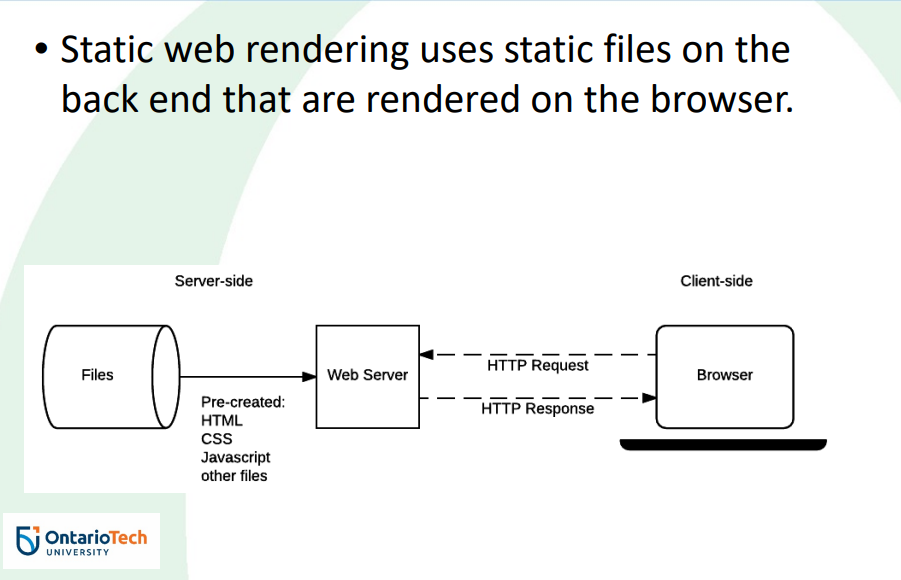 • Static web rendering uses static files on the
back end that are rendered on the browser.
Server-side
Client-side
Files
Web Server
HTTP Request
Browser
Pre-created:
HTML
CSS
Javascript
other files
HTTP Response
OntarioTech
UNIVERSITY